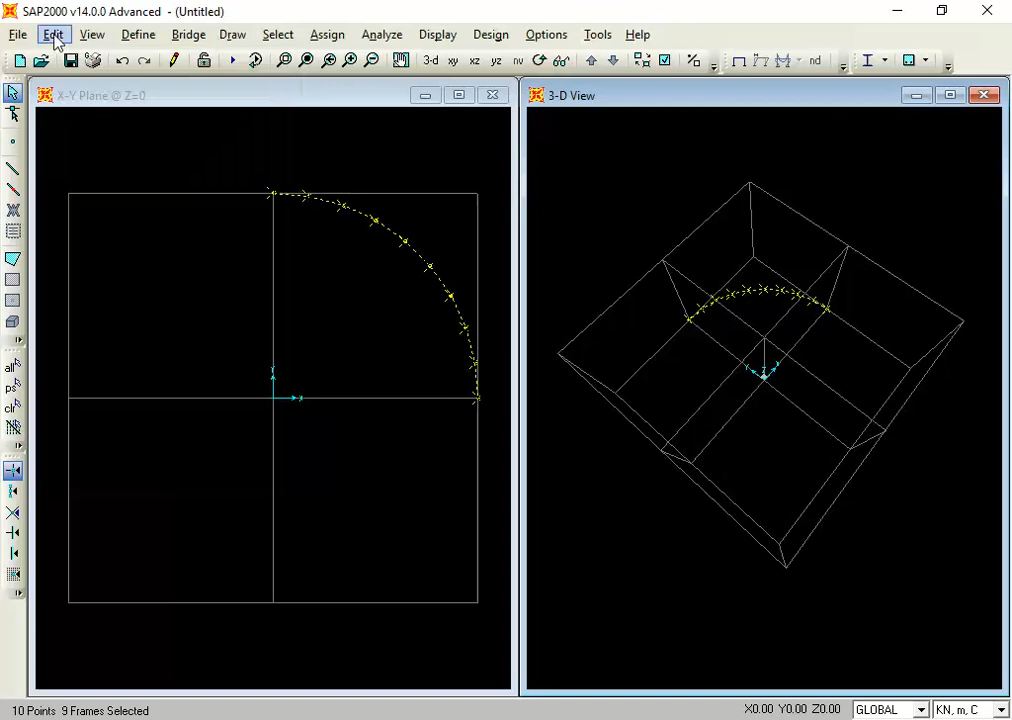 SAP2000 v14.0.0 Advanced - (Untitled)
File Edit View Define Bridge Draw Select Assign Analyze Display Design Options Tools Help
3-d xy xz yz nv nd
X-Y Plane @ Z=0
3-D View
all
ps
clr
Y
X
10 Points 9 Frames Selected
X0.00 Y0.00 Z0.00
GLOBAL
KN, m, C